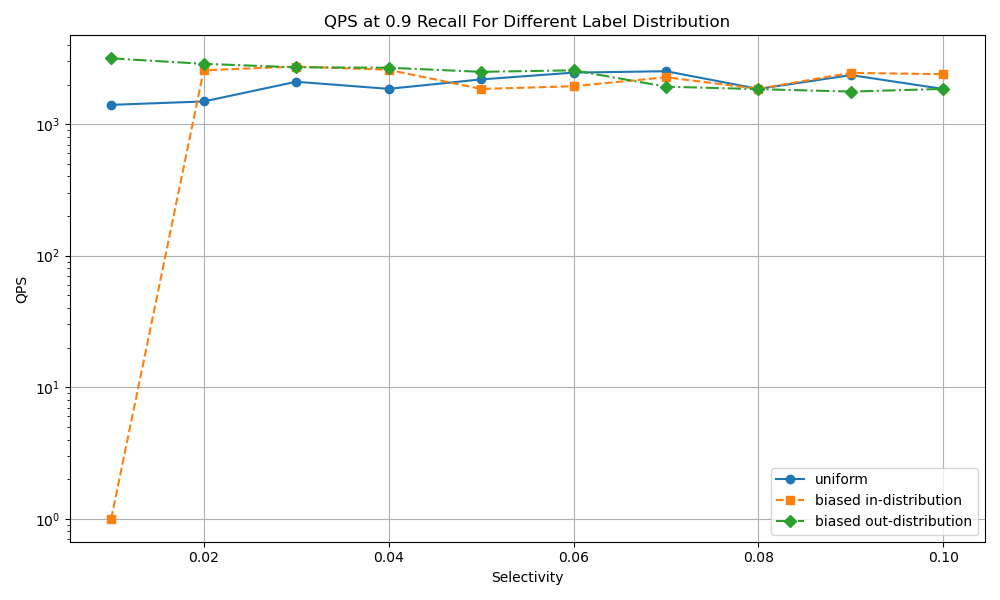 QPS at 0.9 Recall For Different Label Distribution
QPS
10³
10²
10¹
10⁰
0.02 0.04 0.06 0.08 0.10
Selectivity
uniform
biased in-distribution
biased out-distribution